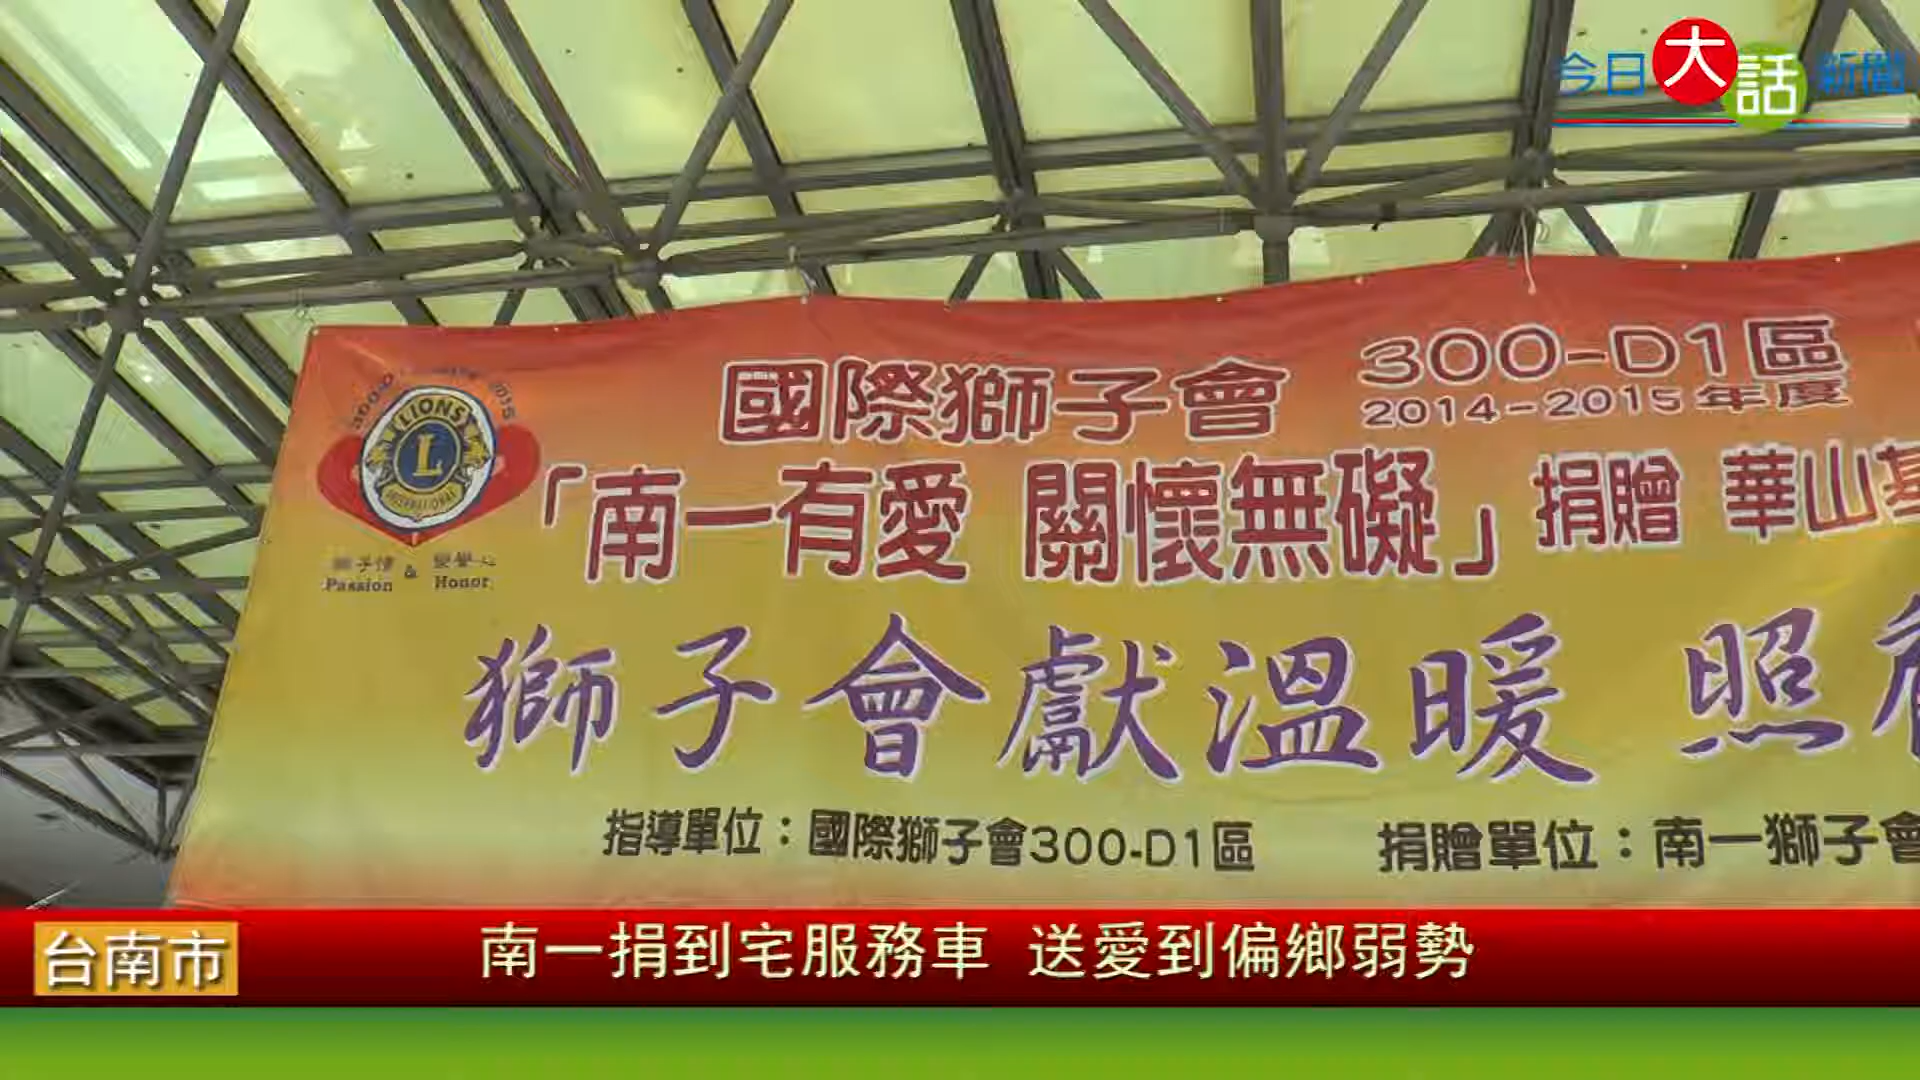 今日大話新聞
國際獅子會 300-D1區
2014-2015年度
LIONS
L
INTERNATIONAL
「南一有愛 關懷無礙」捐贈 華山基
Passion & Honor
獅子會獻溫暖 照
指導單位：國際獅子會300-D1區 捐贈單位：南一獅子會
台南市
南一捐到宅服務車 送愛到偏鄉弱勢